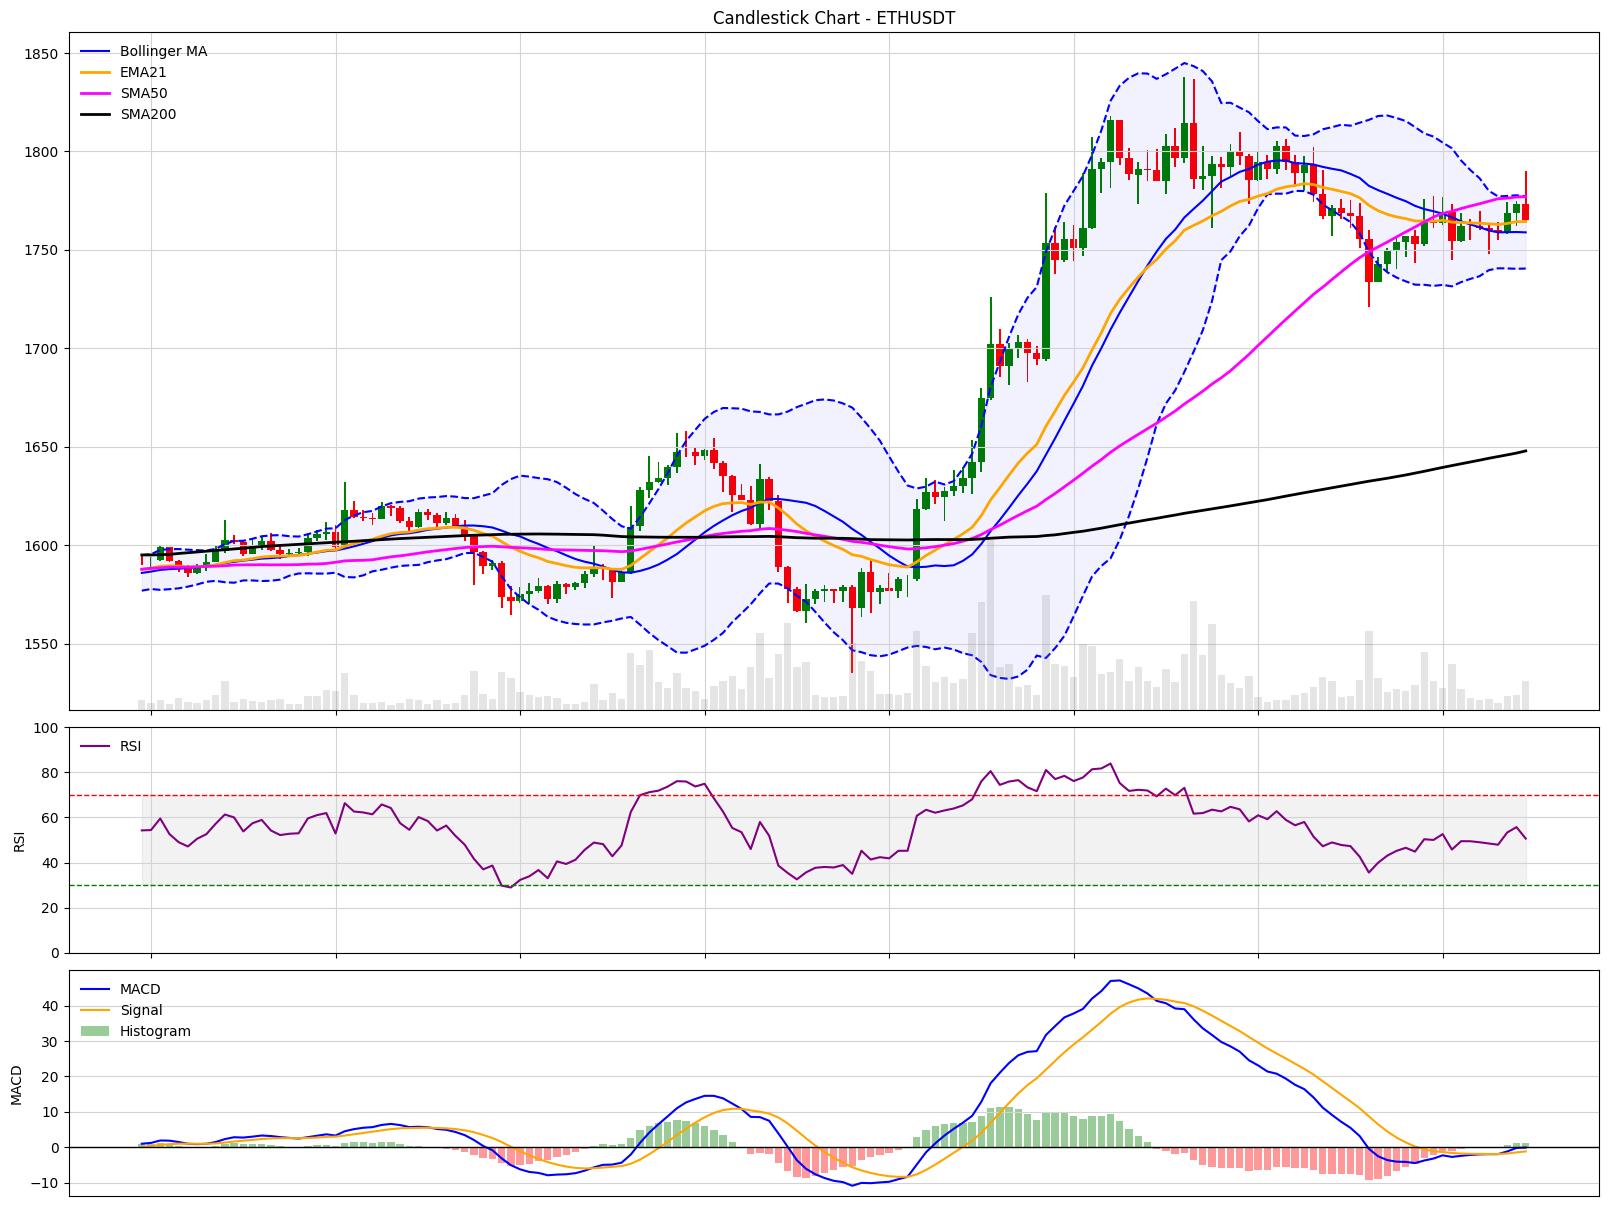 Candlestick Chart - ETHUSDT
Bollinger MA
EMA21
SMA50
SMA200
1850
1800
1750
1700
1650
1600
1550
RSI
RSI
100
80
60
40
20
0
MACD
Signal
Histogram
MACD
40
30
20
10
0
−10